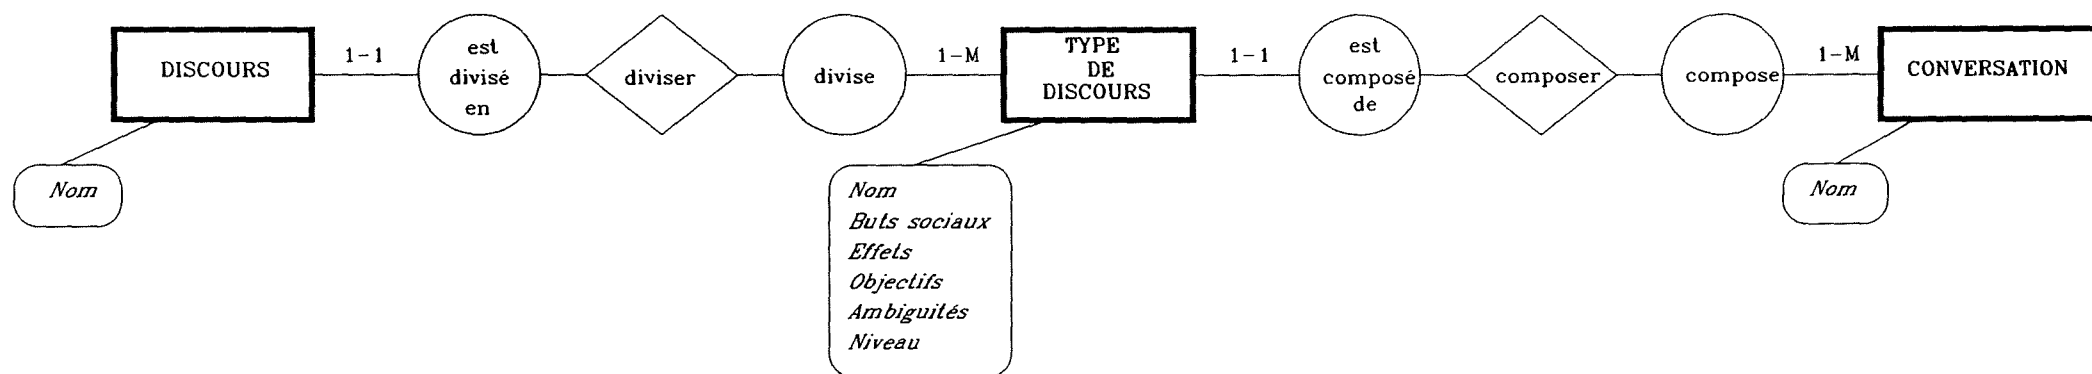 DISCOURS
1-1
est
divisé
en
diviser
divise
1-M
TYPE
DE
DISCOURS
1-1
est
composé
de
composer
compose
1-M
CONVERSATION
Nom
Nom
Buts sociaux
Effets
Objectifs
Ambiguités
Niveau
Nom